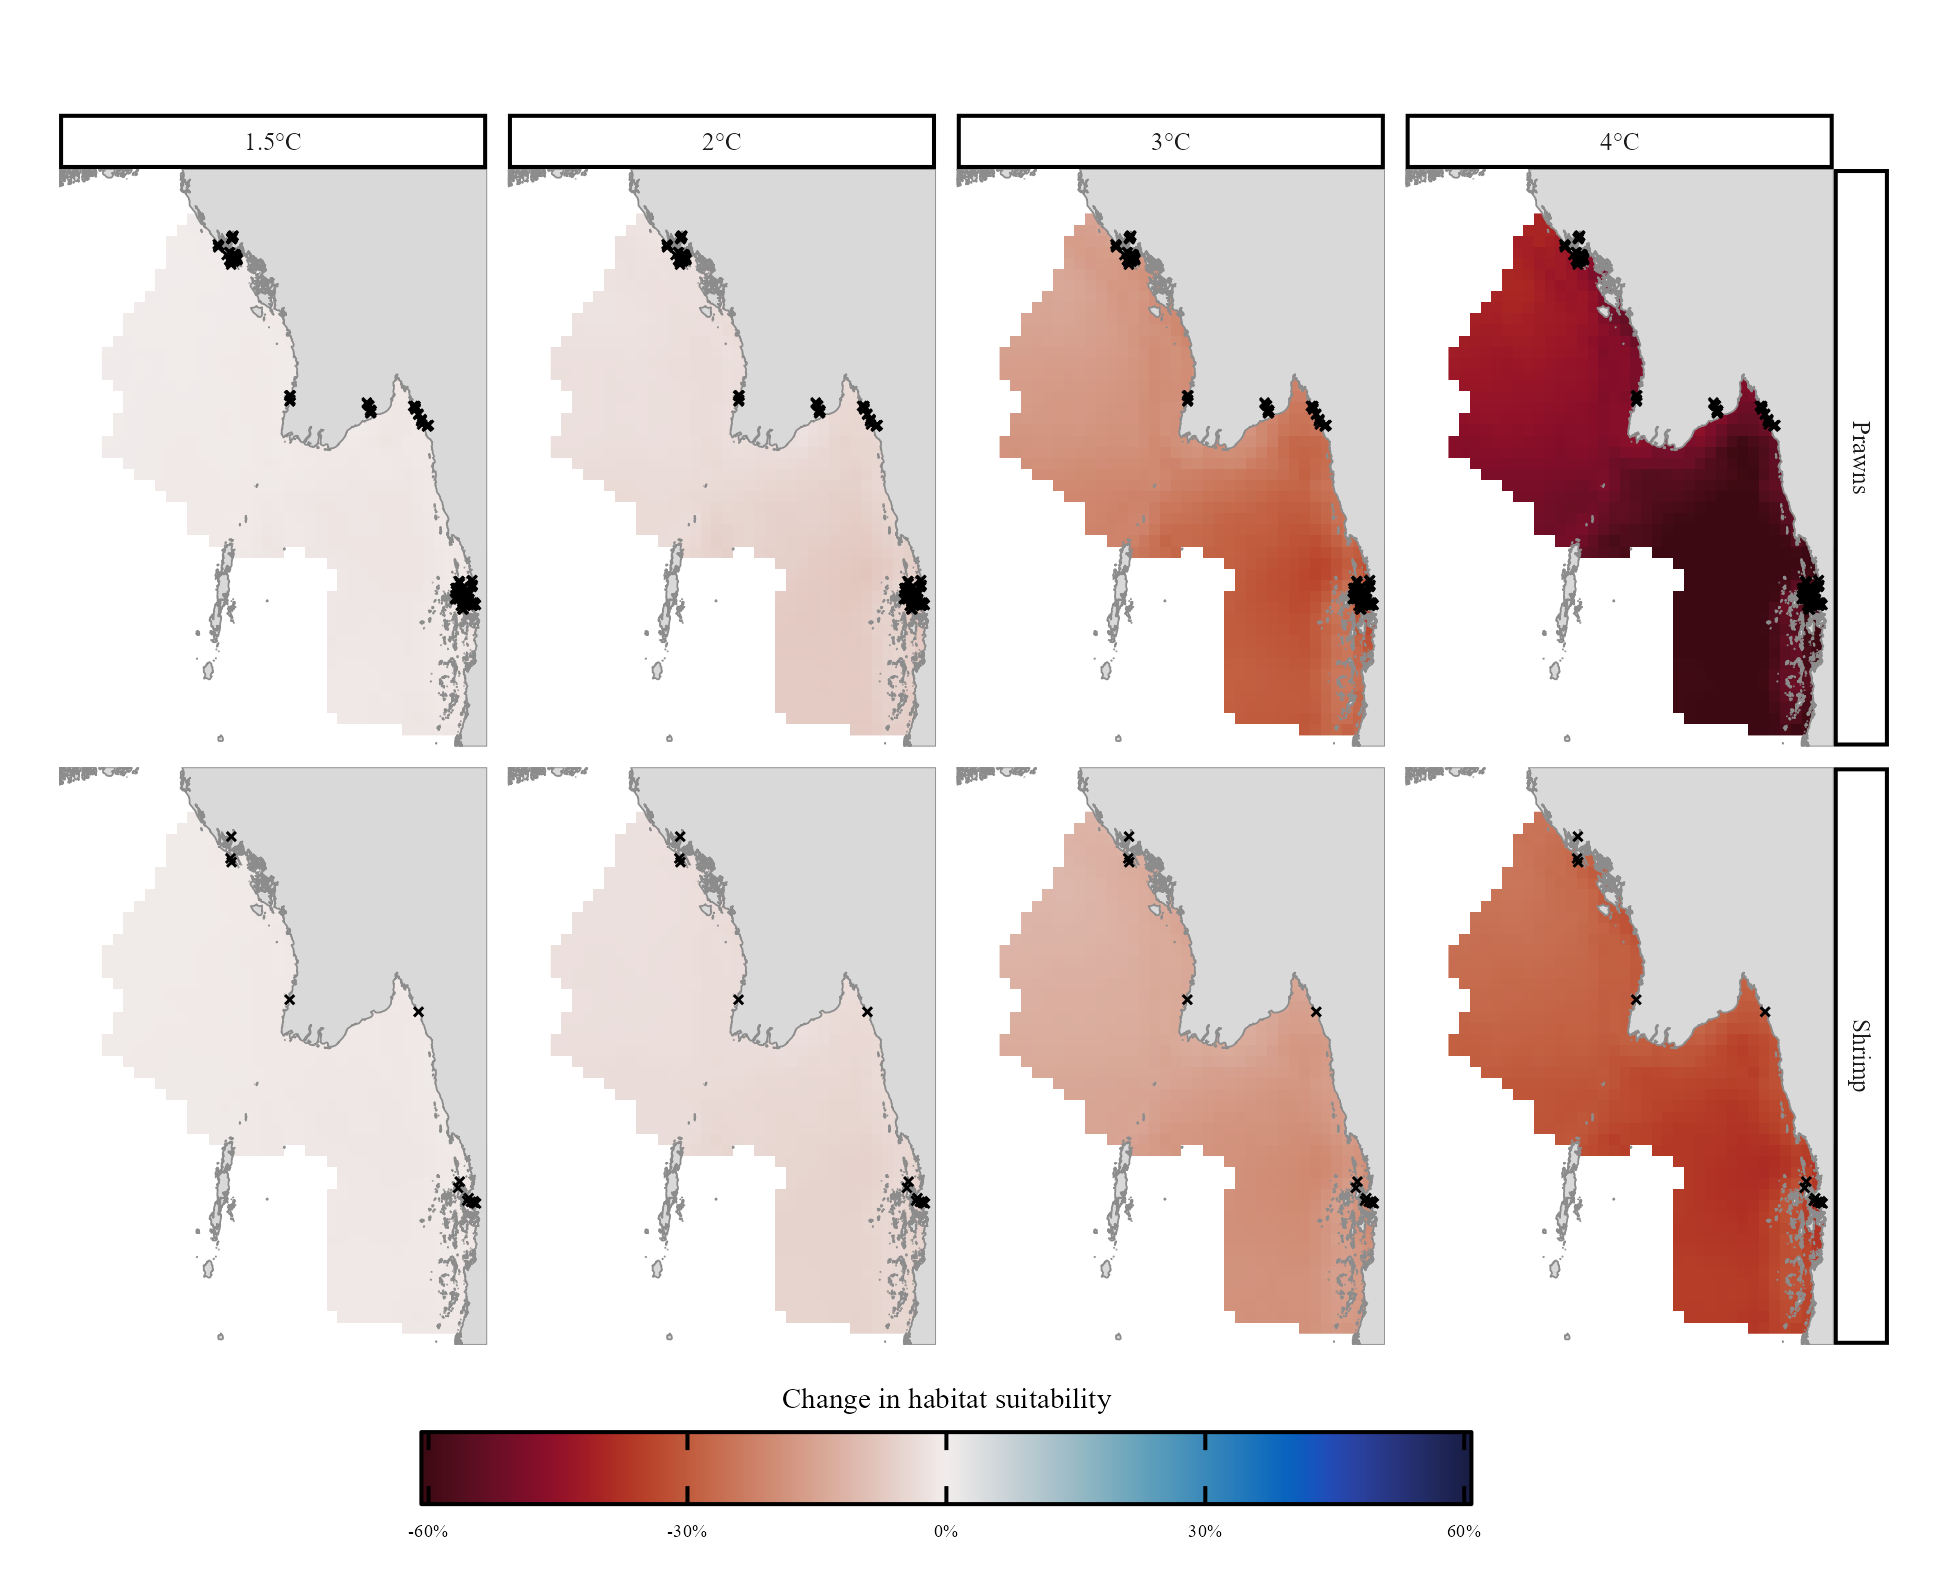 1.5°C
2°C
3°C
4°C
Prawns
Shrimp
Change in habitat suitability
-60%
-30%
0%
30%
60%